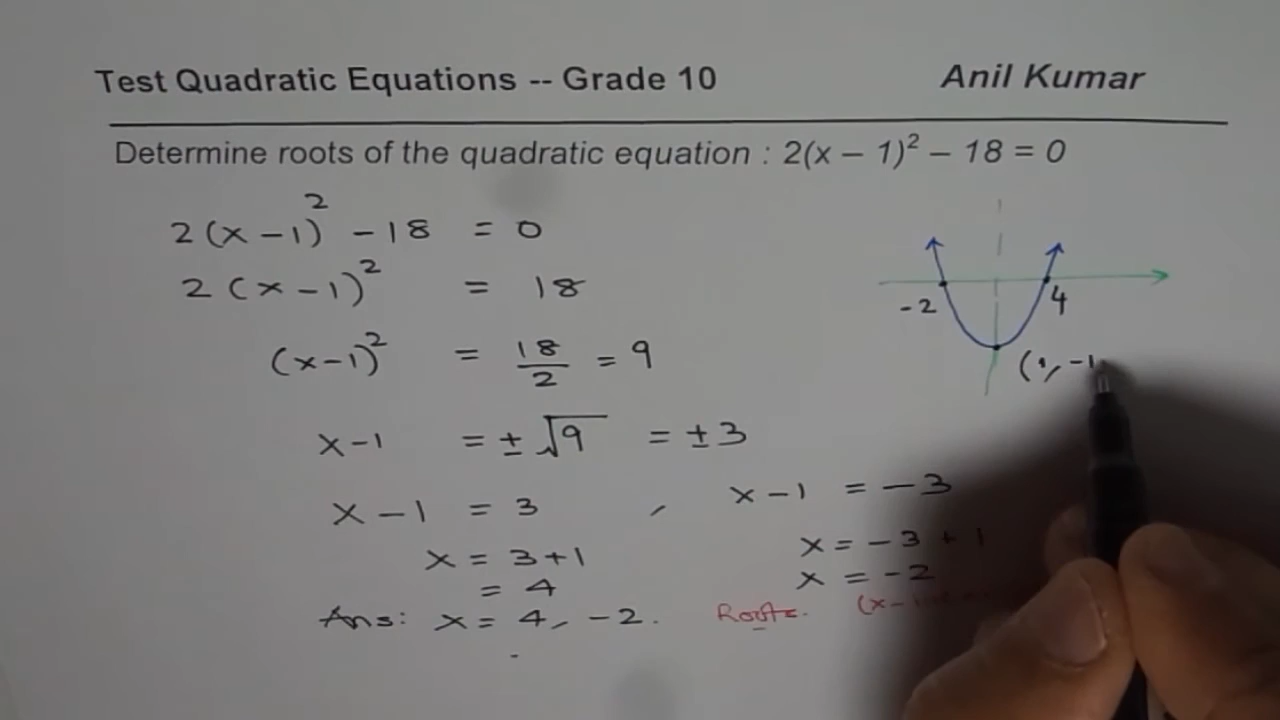 Test Quadratic Equations -- Grade 10 Anil Kumar
Determine roots of the quadratic equation : 2(x – 1)² – 18 = 0
2(x-1)² -18 = 0
2(x-1)² = 18
(x-1)² = 18/2 = 9
x-1 = ±√9 = ±3
x-1 = 3 , x-1 = -3
x = 3+1 x = -3+1
= 4 x = -2
Ans: x = 4, -2. Roots.
-2 4
(1, -1